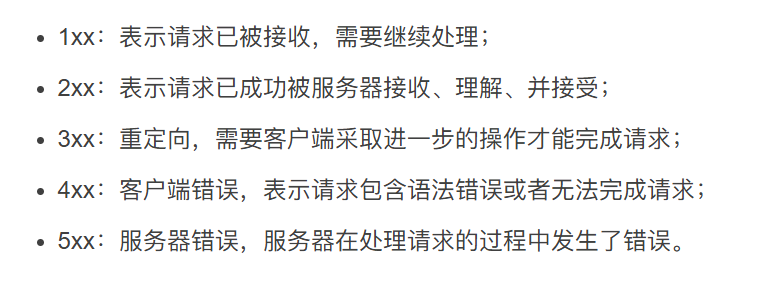 • 1xx：表示请求已被接收，需要继续处理；
• 2xx：表示请求已成功被服务器接收、理解、并接受；
• 3xx：重定向，需要客户端采取进一步的操作才能完成请求；
• 4xx：客户端错误，表示请求包含语法错误或者无法完成请求；
• 5xx：服务器错误，服务器在处理请求的过程中发生了错误。